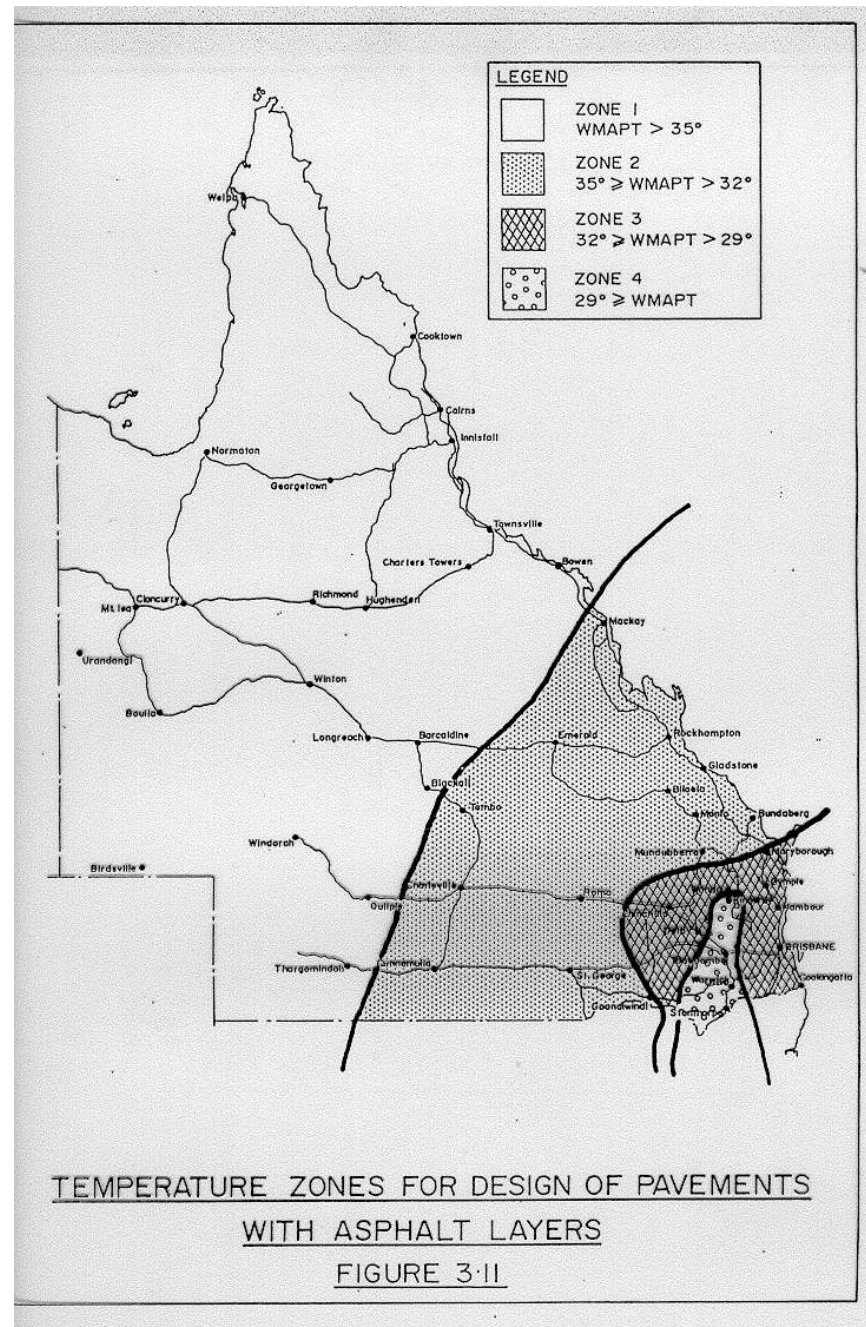 LEGEND
ZONE 1
WMAPT > 35°
ZONE 2
35° ⩾ WMAPT > 32°
ZONE 3
32° ⩾ WMAPT > 29°
ZONE 4
29° ⩾ WMAPT
Weipa
Cooktown
Cairns
Innisfail
Normaton
Georgetown
Townsville
Charters Towers
Bowen
Cloncurry
Mt. Isa
Richmond
Hughenden
Mackay
Urandangi
Winton
Boulia
Longreach
Barcaldine
Emerald
Rockhampton
Gladstone
Blackall
Biloela
Tambo
Monto
Bundaberg
Windorah
Mundubbera
Maryborough
Birdsville
Charleville
Roma
Gympie
Quilpie
Nambour
BRISBANE
Thargomindah
Cunnamulla
St. George
Coolangatta
Goondiwindi
TEMPERATURE ZONES FOR DESIGN OF PAVEMENTS
WITH ASPHALT LAYERS
FIGURE 3·11